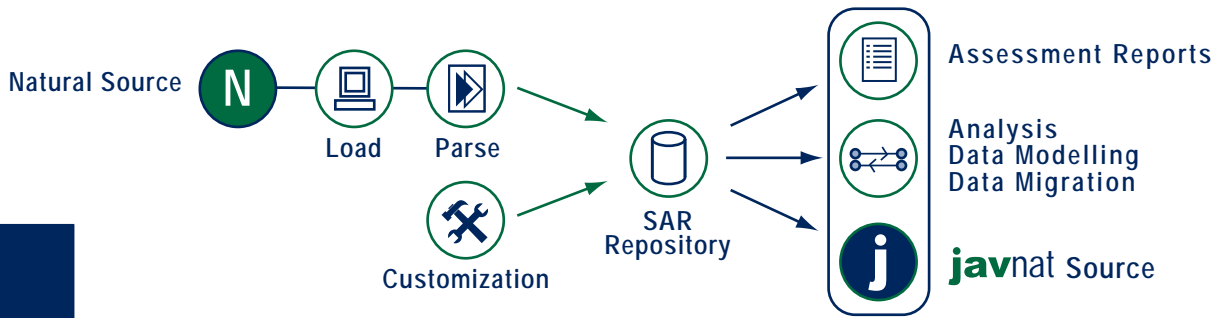 Natural Source
N
Load
Parse
Customization
SAR
Repository
Assessment Reports
Analysis
Data Modelling
Data Migration
j
javnat Source